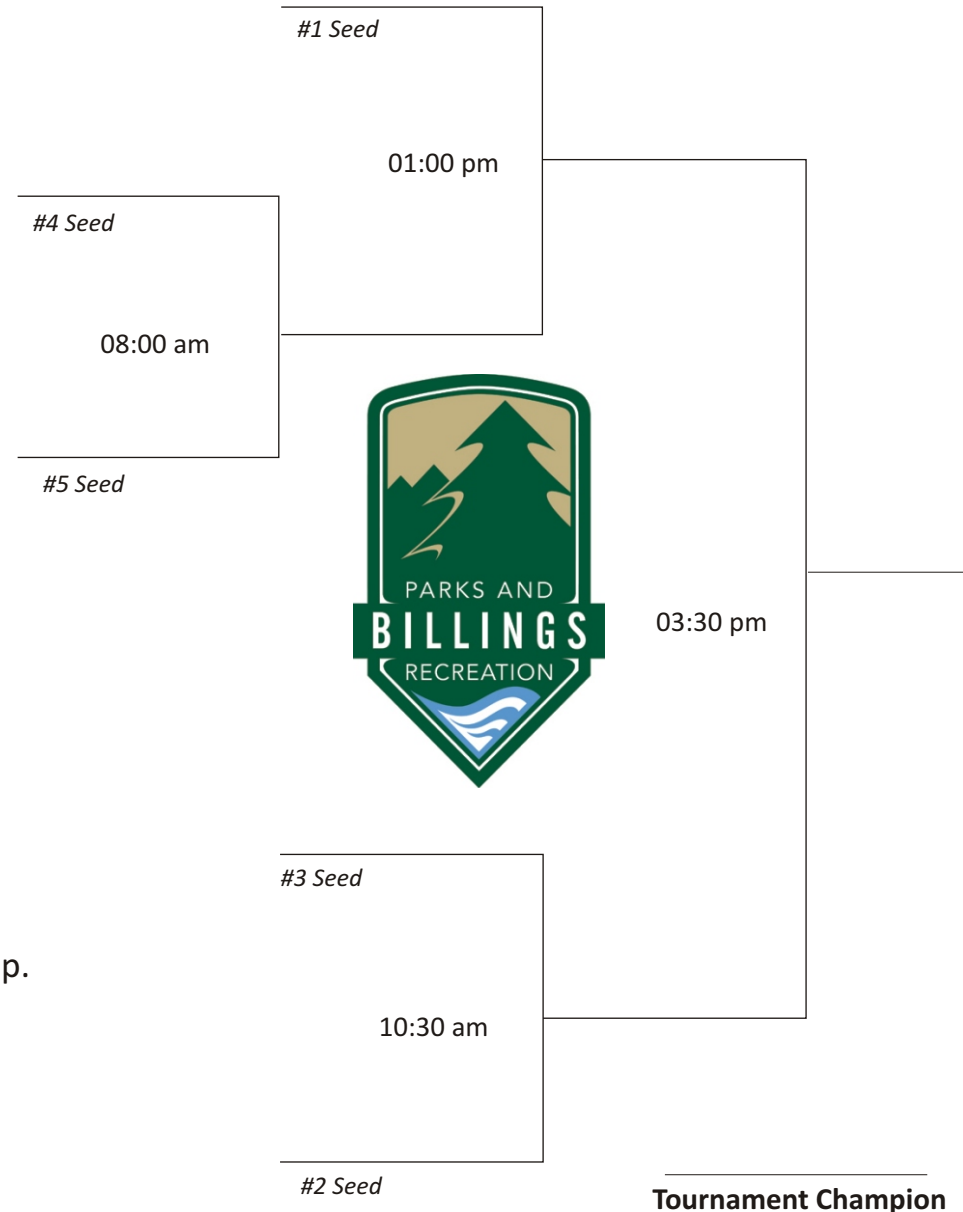 #1 Seed
01:00 pm
#4 Seed
08:00 am
#5 Seed
PARKS AND
BILLINGS
RECREATION
03:30 pm
#3 Seed
p.
10:30 am
#2 Seed
Tournament Champion